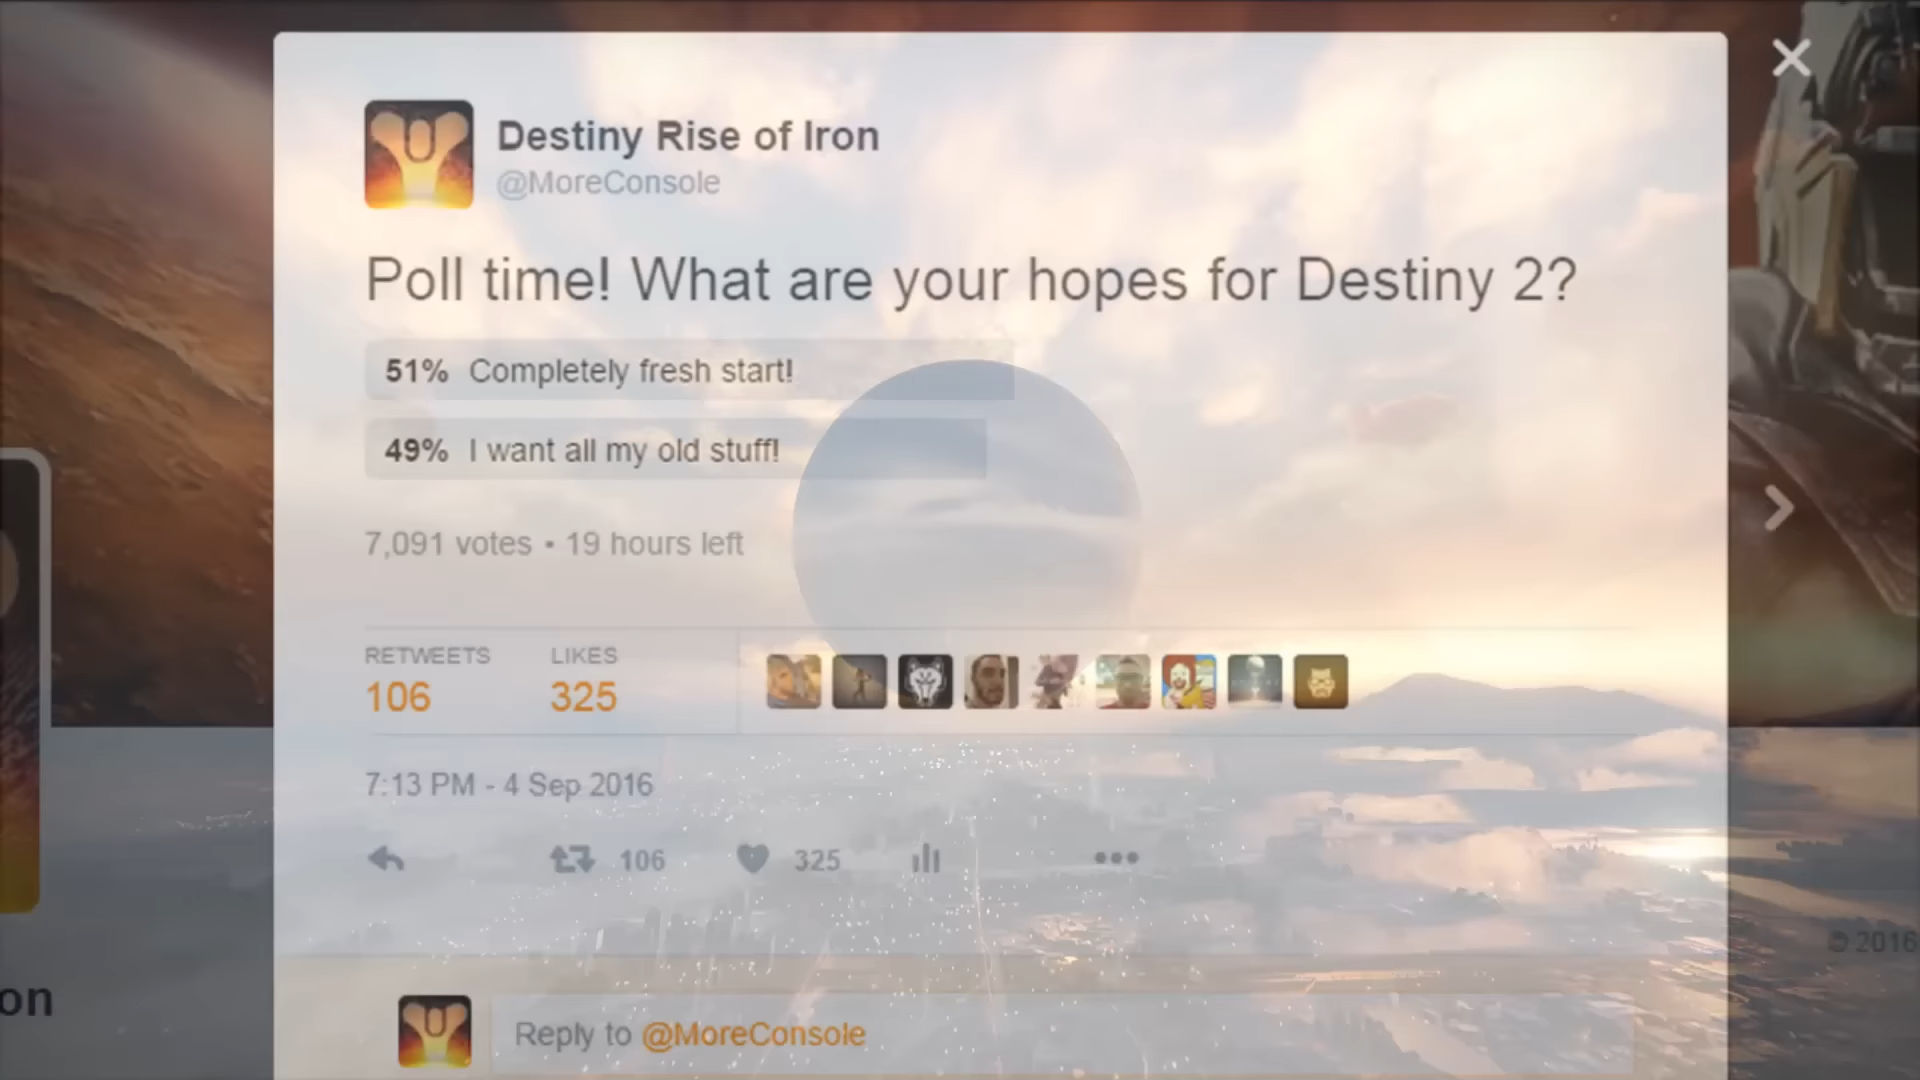 Destiny Rise of Iron
@MoreConsole
Poll time! What are your hopes for Destiny 2?
51% Completely fresh start!
49% I want all my old stuff!
7,091 votes • 19 hours left
RETWEETS LIKES
106 325
7:13 PM - 4 Sep 2016
106 325
© 2016
on
Reply to @MoreConsole